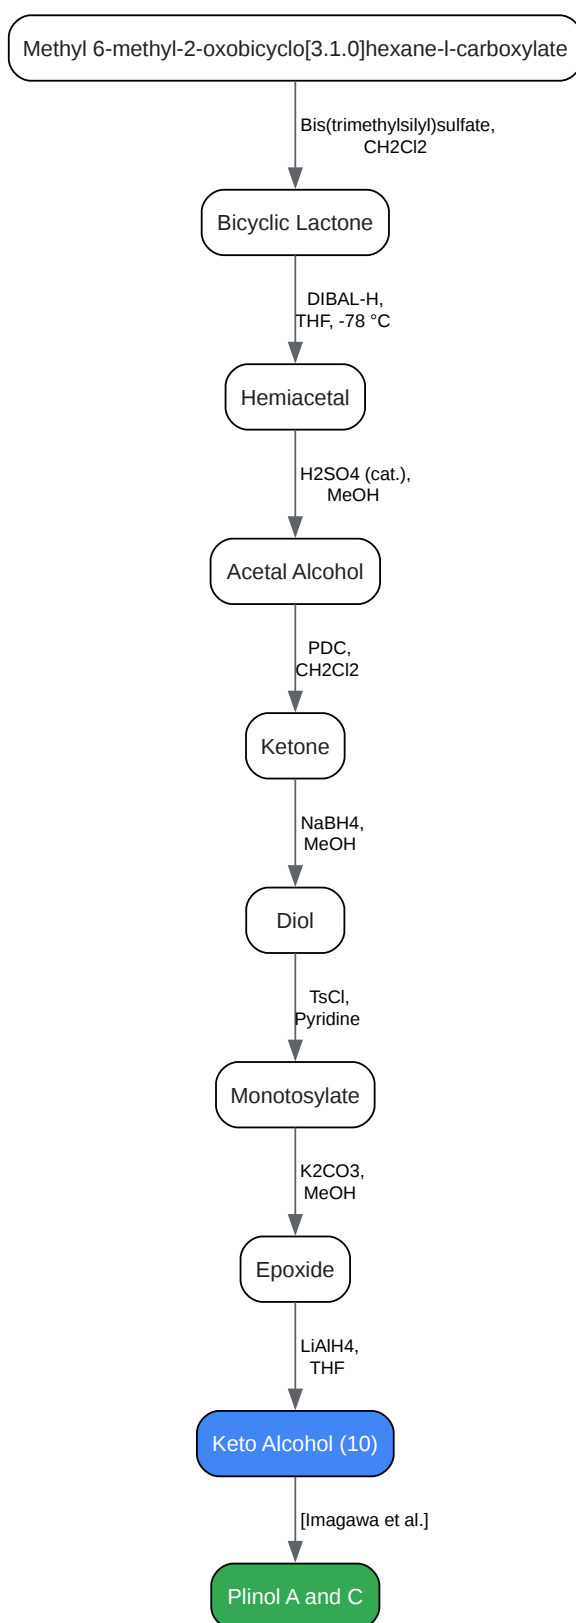 Methyl 6-methyl-2-oxobicyclo[3.1.0]hexane-l-carboxylate
Bis(trimethylsilyl)sulfate,
CH2Cl2
Bicyclic Lactone
DIBAL-H,
THF, -78 °C
Hemiacetal
H2SO4 (cat.),
MeOH
Acetal Alcohol
PDC,
CH2Cl2
Ketone
NaBH4,
MeOH
Diol
TsCl,
Pyridine
Monotosylate
K2CO3,
MeOH
Epoxide
LiAlH4,
THF
Keto Alcohol (10)
[Imagawa et al.]
Plinol A and C